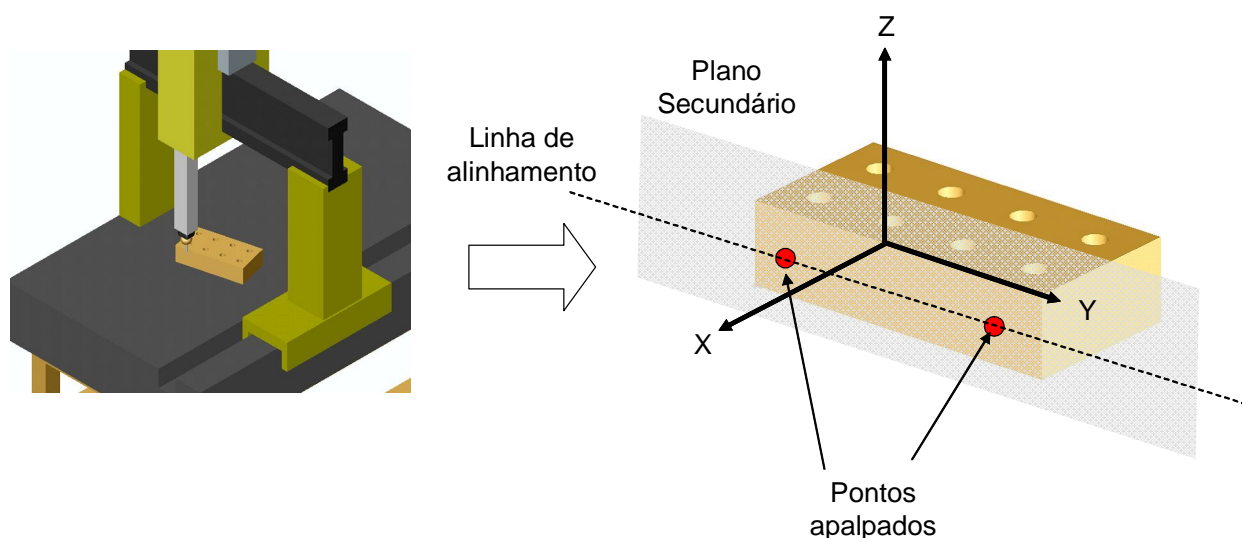 Z
Plano
Secundário
Linha de
alinhamento
Y
X
Pontos
apalpados